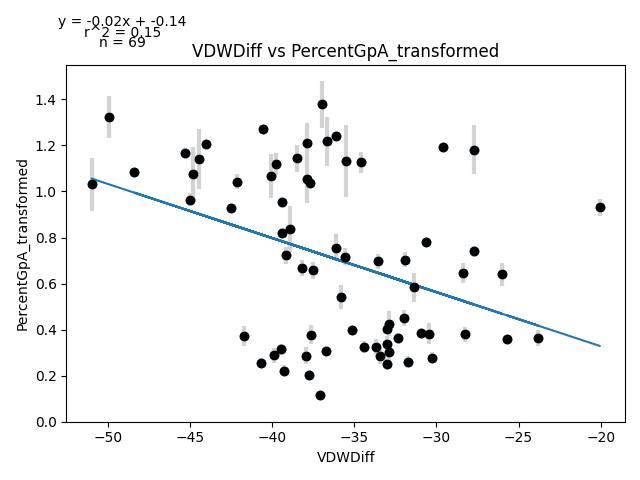 y = -0.02x + -0.14
r^2 = 0.15
n = 69
VDWDiff vs PercentGpA_transformed
1.4
1.2
1.0
0.8
0.6
0.4
0.2
0.0
PercentGpA_transformed
−50
−45
−40
−35
−30
−25
−20
VDWDiff